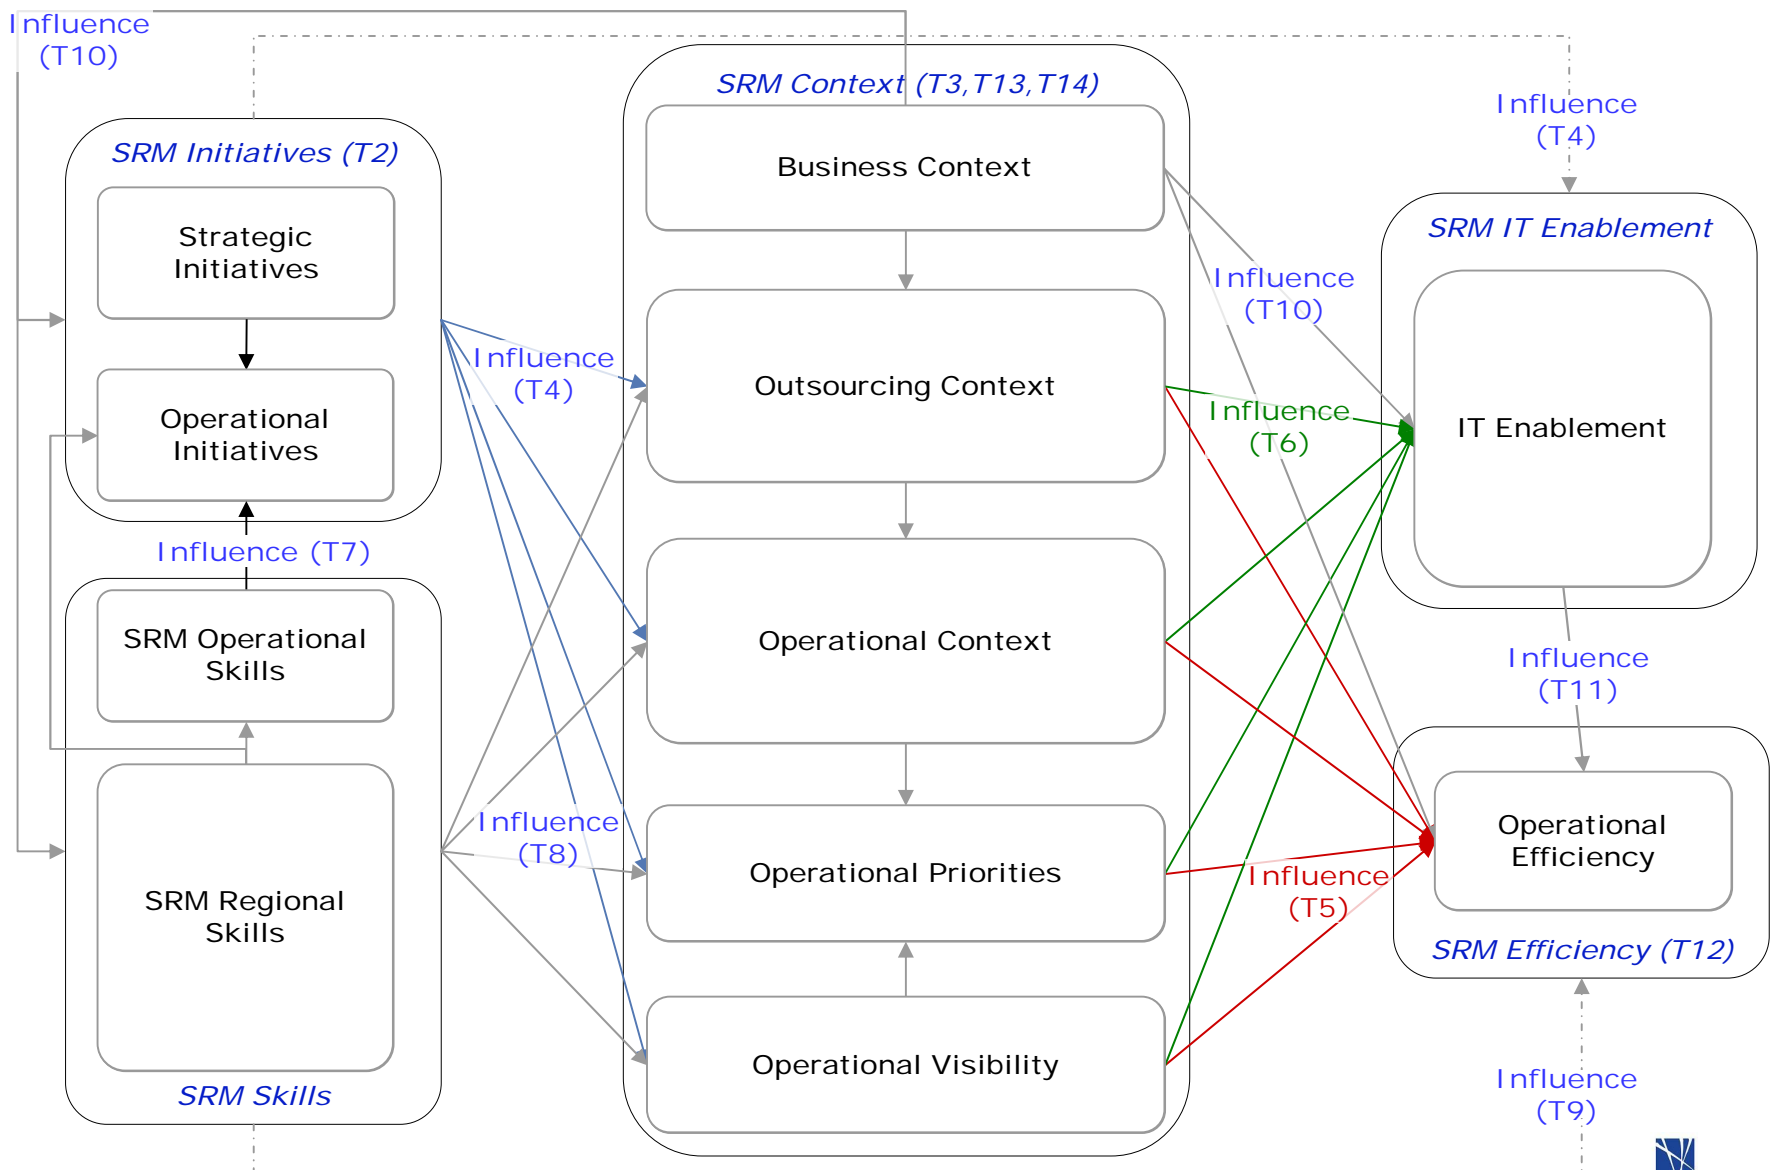 Influence
(T10)
SRM Context (T3,T13,T14)
Influence
(T4)
SRM Initiatives (T2)
Business Context
Strategic
Initiatives
SRM IT Enablement
Influence
(T10)
Influence
(T4)
Outsourcing Context
Influence
(T6)
IT Enablement
Operational
Initiatives
Influence (T7)
SRM Operational
Skills
Operational Context
Influence
(T11)
Influence
(T8)
Operational Priorities
Influence
(T5)
Operational
Efficiency
SRM Regional
Skills
SRM Efficiency (T12)
Operational Visibility
SRM Skills
Influence
(T9)